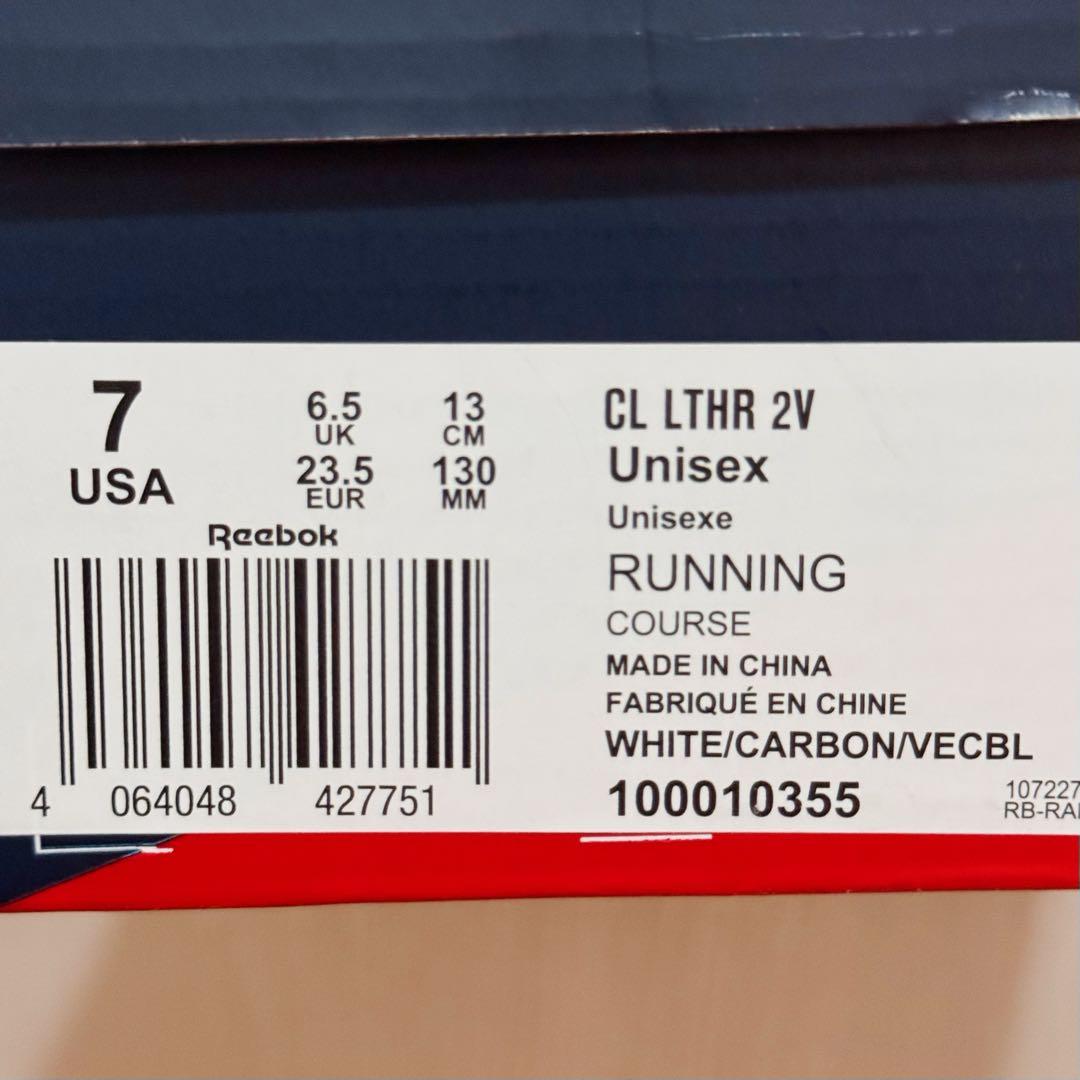 7
USA
6.5
UK
23.5
EUR
13
CM
130
MM
Reebok
4 064048 427751
CL LTHR 2V
Unisex
Unisexe
RUNNING
COURSE
MADE IN CHINA
FABRIQUÉ EN CHINE
WHITE/CARBON/VECBL
100010355
107227